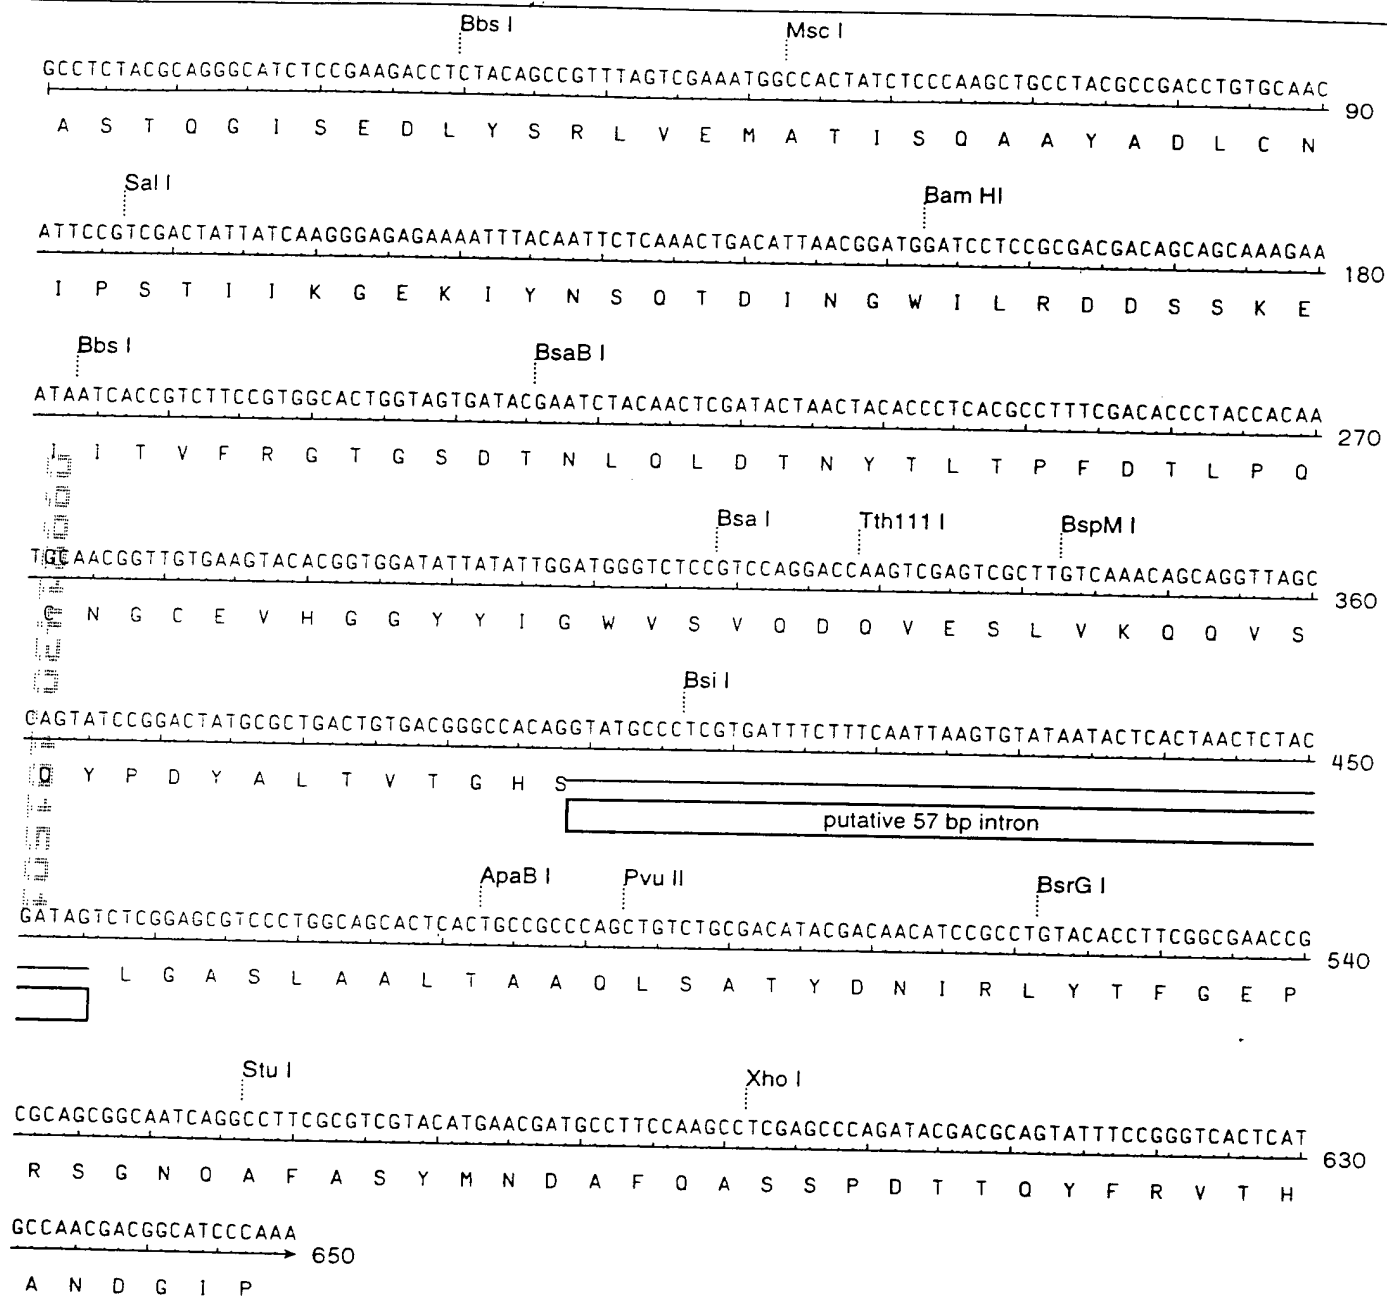 Bbs I Msc I
GCCTCTACGCAGGGCATCTCCGAAGACCTCTACAGCCGTTTAGTCGAAATGGCCACTATCTCCCAAGCTGCCTACGCCGACCTGTGCAAC 90
A S T Q G I S E D L Y S R L V E M A T I S Q A A Y A D L C N
Sal I Bam HI
ATTCCGTCGACTATTATCAAGGGAGAGAAAATTTACAATTCTCAAACTGACATTAACGGATGGATCCTCCGCGACGACAGCAGCAAAGAA 180
I P S T I I K G E K I Y N S Q T D I N G W I L R D D S S K E
Bbs I BsaB I
ATAATCACCGTCTTCCGTGGCACTGGTAGTGATACGAATCTACAACTCGATACTAACTACACCCTCACGCCTTTCGACACCCTACCACAA 270
I I T V F R G T G S D T N L Q L D T N Y T L T P F D T L P Q
Bsa I Tth111 I BspM I
TGCAACGGTTGTGAAGTACACGGTGGATATTATATTGGATGGGTCTCCGTCCAGGACCAAGTCGAGTCGCTTGTCAAACAGCAGGTTAGC 360
C N G C E V H G G Y Y I G W V S V Q D Q V E S L V K Q Q V S
Bsi I
CAGTATCCGGACTATGCGCTGACTGTGACGGGCCACAGGTATGCCCTCGTGATTTCTTTCAATTAAGTGTATAATACTCACTAACTCTAC 450
Q Y P D Y A L T V T G H S
putative 57 bp intron
ApaB I Pvu II BsrG I
GATAGTCTCGGAGCGTCCCTGGCAGCACTCACTGCCGCCCAGCTGTCTGCGACATACGACAACATCCGCCTGTACACCTTCGGCGAACCG 540
L G A S L A A L T A A Q L S A T Y D N I R L Y T F G E P
Stu I Xho I
CGCAGCGGCAATCAGGCCTTCGCGTCGTACATGAACGATGCCTTCCAAGCCTCGAGCCCAGATACGACGCAGTATTTCCGGGTCACTCAT 630
R S G N Q A F A S Y M N D A F Q A S S P D T T Q Y F R V T H
GCCAACGACGGCATCCCAAA 650
A N D G I P